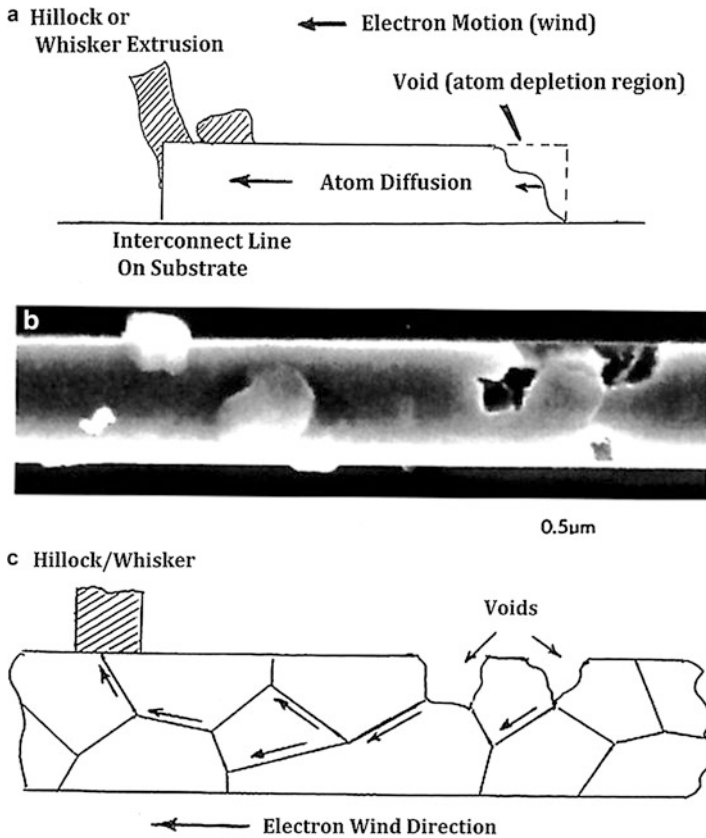 a Hillock or
Whisker Extrusion
Electron Motion (wind)
Void (atom depletion region)
Atom Diffusion
Interconnect Line
On Substrate
b
0.5µm
c Hillock/Whisker
Voids
Electron Wind Direction